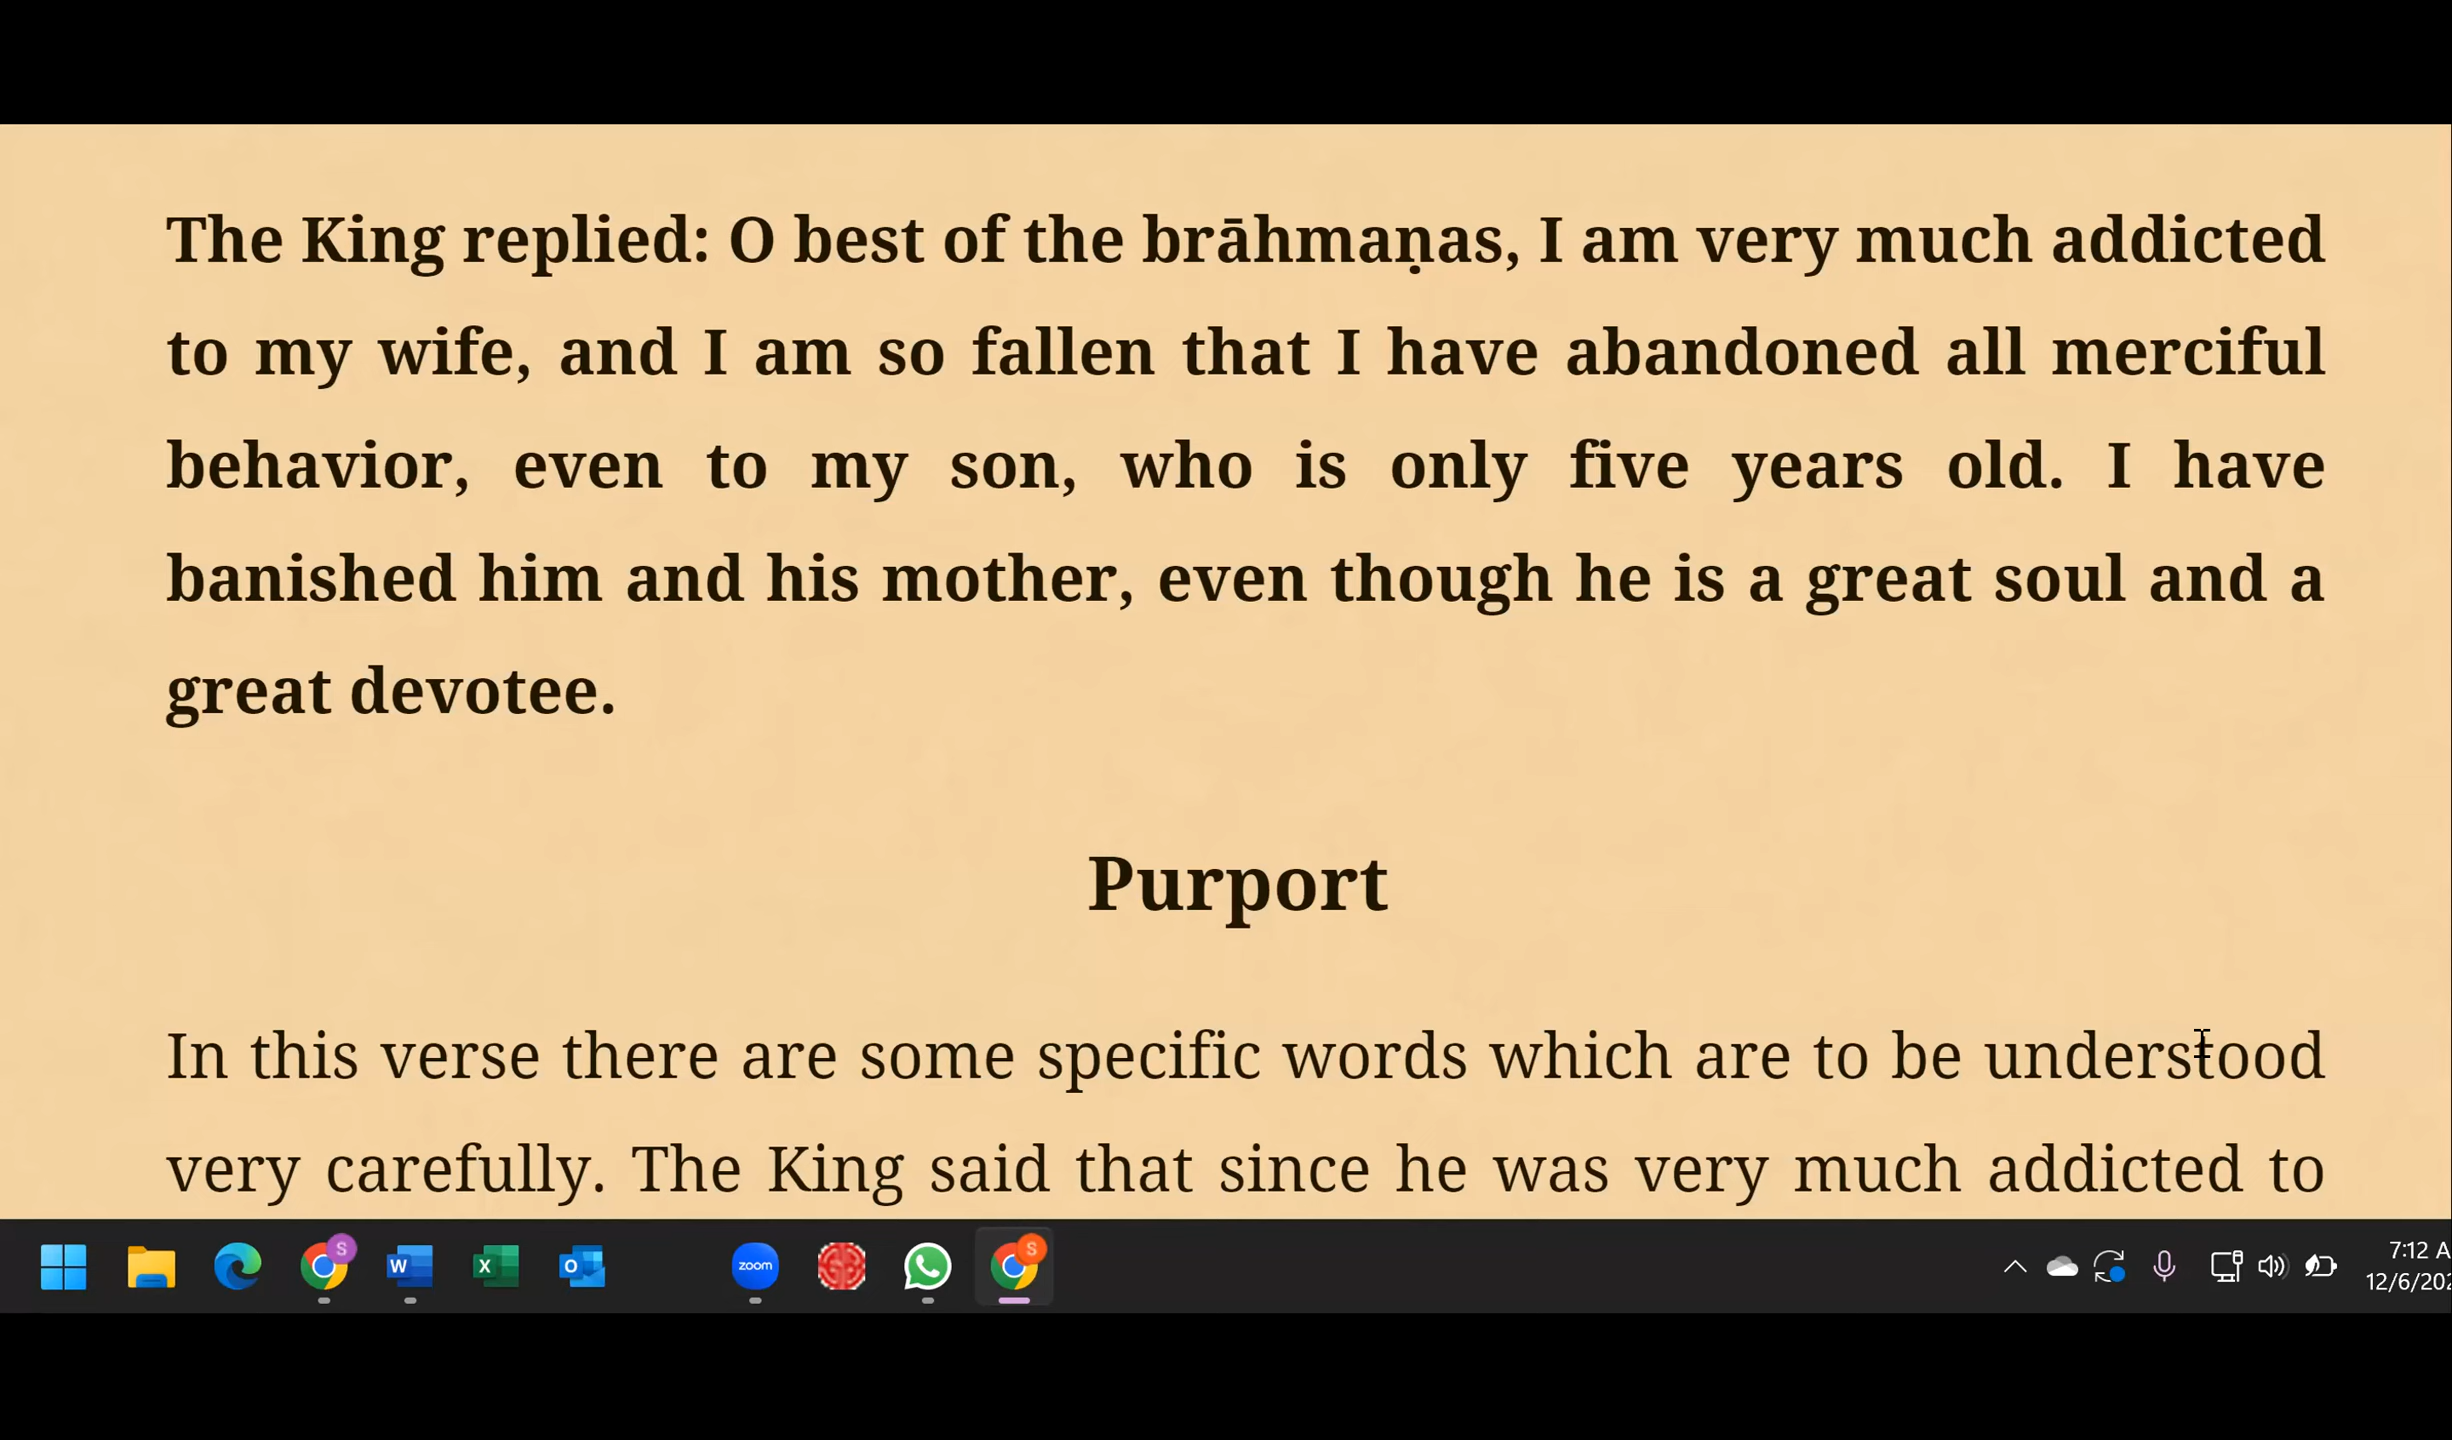 The King replied: O best of the brāhmaṇas, I am very much addicted
to my wife, and I am so fallen that I have abandoned all merciful
behavior, even to my son, who is only five years old. I have
banished him and his mother, even though he is a great soul and a
great devotee.
Purport
In this verse there are some specific words which are to be understood
very carefully. The King said that since he was very much addicted to
S
W
X
O
zoom
S
7:12 A
12/6/202